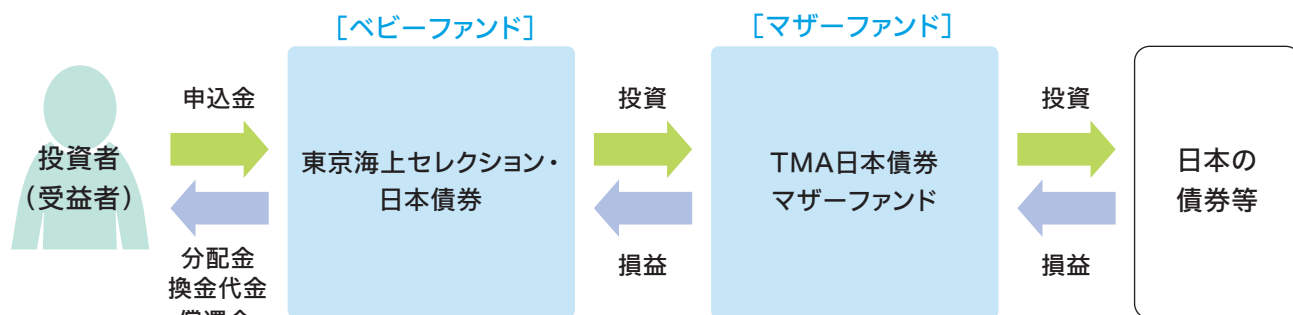 ［ベビーファンド］
［マザーファンド］
申込金
投資
投資
投資者
（受益者）
東京海上セレクション・
日本債券
TMA日本債券
マザーファンド
日本の
債券等
分配金
換金代金
損益
損益